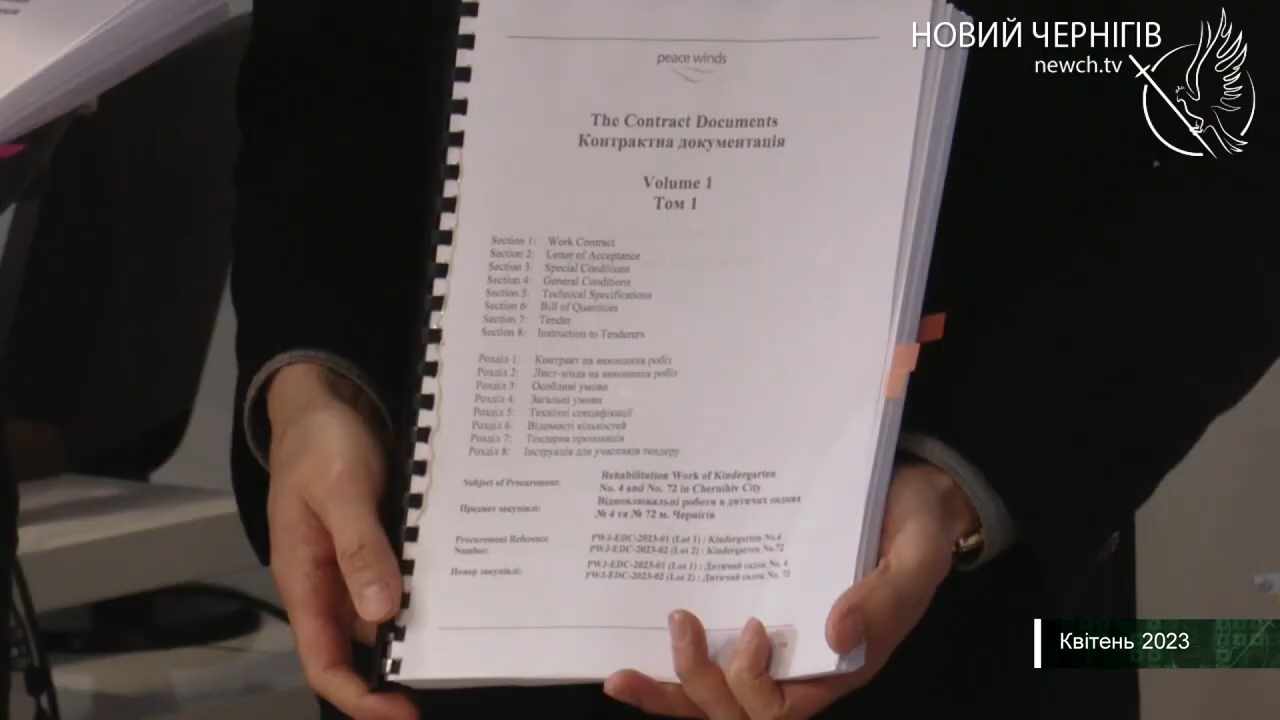 НОВИЙ ЧЕРНІГІВ
newch.tv
peace winds
The Contract Documents
Контрактна документація
Volume 1
Том 1
Section 1: Work Contract
Section 2: Letter of Acceptance
Section 3 Special Conditions
Section 4: General Conditions
Section 5: Technical Specifications
Section 6: Bill of Quantities
Section 7: Tender
Section 8: Instruction to Tenderers
Розділ 1: Контракт на виконання робіт
Розділ 2: Лист-згода на виконання робіт
Розділ 3: Особливі умови
Розділ 4: Загальні умови
Розділ 5: Технічні специфікації
Розділ 6: Відомості кількостей
Розділ 7: Тендерна пропозиція
Розділ 8: Інструкція для учасників тендеру
Subject of Procurement: Rehabilitation Work of Kindergarten
No. 4 and No. 72 in Chernihiv City
Предмет закупівлі: Відновлювальні роботи в дитячих садках
№ 4 та № 72 м. Чернігів
Procurement Reference Number: PWJ-EDC-2023-01 (Lot 1) : Kindergarten No.4
PWJ-EDC-2023-02 (Lot 2) : Kindergarten No.72
Номер закупівлі: PWJ-EDC-2023-01 (Lot 1) : Дитячий садок No. 4
PWJ-EDC-2023-02 (Lot 2) : Дитячий садок No. 72
Квітень 2023